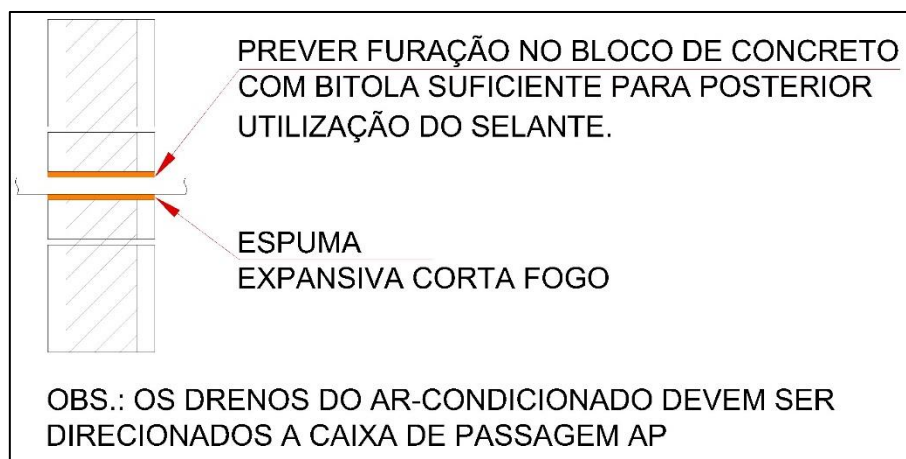 PREVER FURAÇÃO NO BLOCO DE CONCRETO
COM BITOLA SUFICIENTE PARA POSTERIOR
UTILIZAÇÃO DO SELANTE.
ESPUMA
EXPANSIVA CORTA FOGO
OBS.: OS DRENOS DO AR-CONDICIONADO DEVEM SER
DIRECIONADOS A CAIXA DE PASSAGEM AP